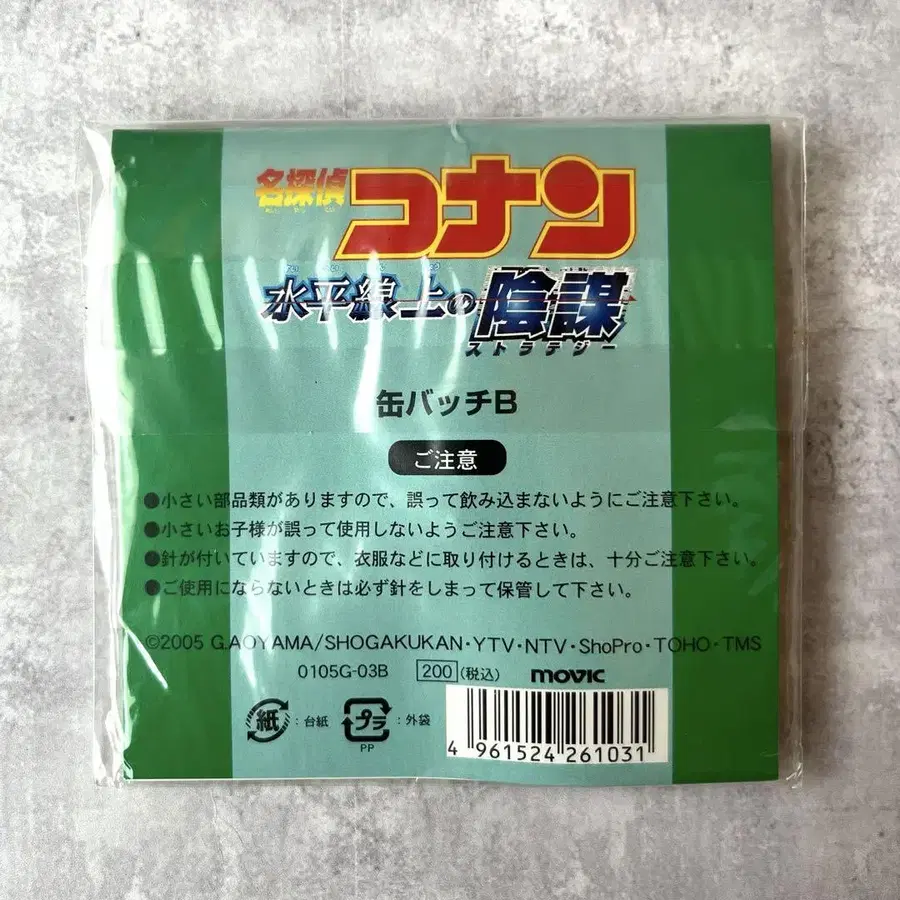 名探偵
コナン
水平線上の陰謀
ストラテジー
缶バッチB
ご注意
●小さい部品類がありますので、誤って飲み込まないようにご注意下さい。
●小さいお子様が誤って使用しないようご注意下さい。
●針が付いていますので、衣服などに取り付けるときは、十分ご注意下さい。
●ご使用にならないときは必ず針をしまって保管して下さい。
©2005 G.AOYAMA/SHOGAKUKAN・YTV・NTV・ShoPro・TOHO・TMS
0105G-03B 200 (税込) movic
紙 : 台紙 プラ : 外袋
PP
4 961524 261031